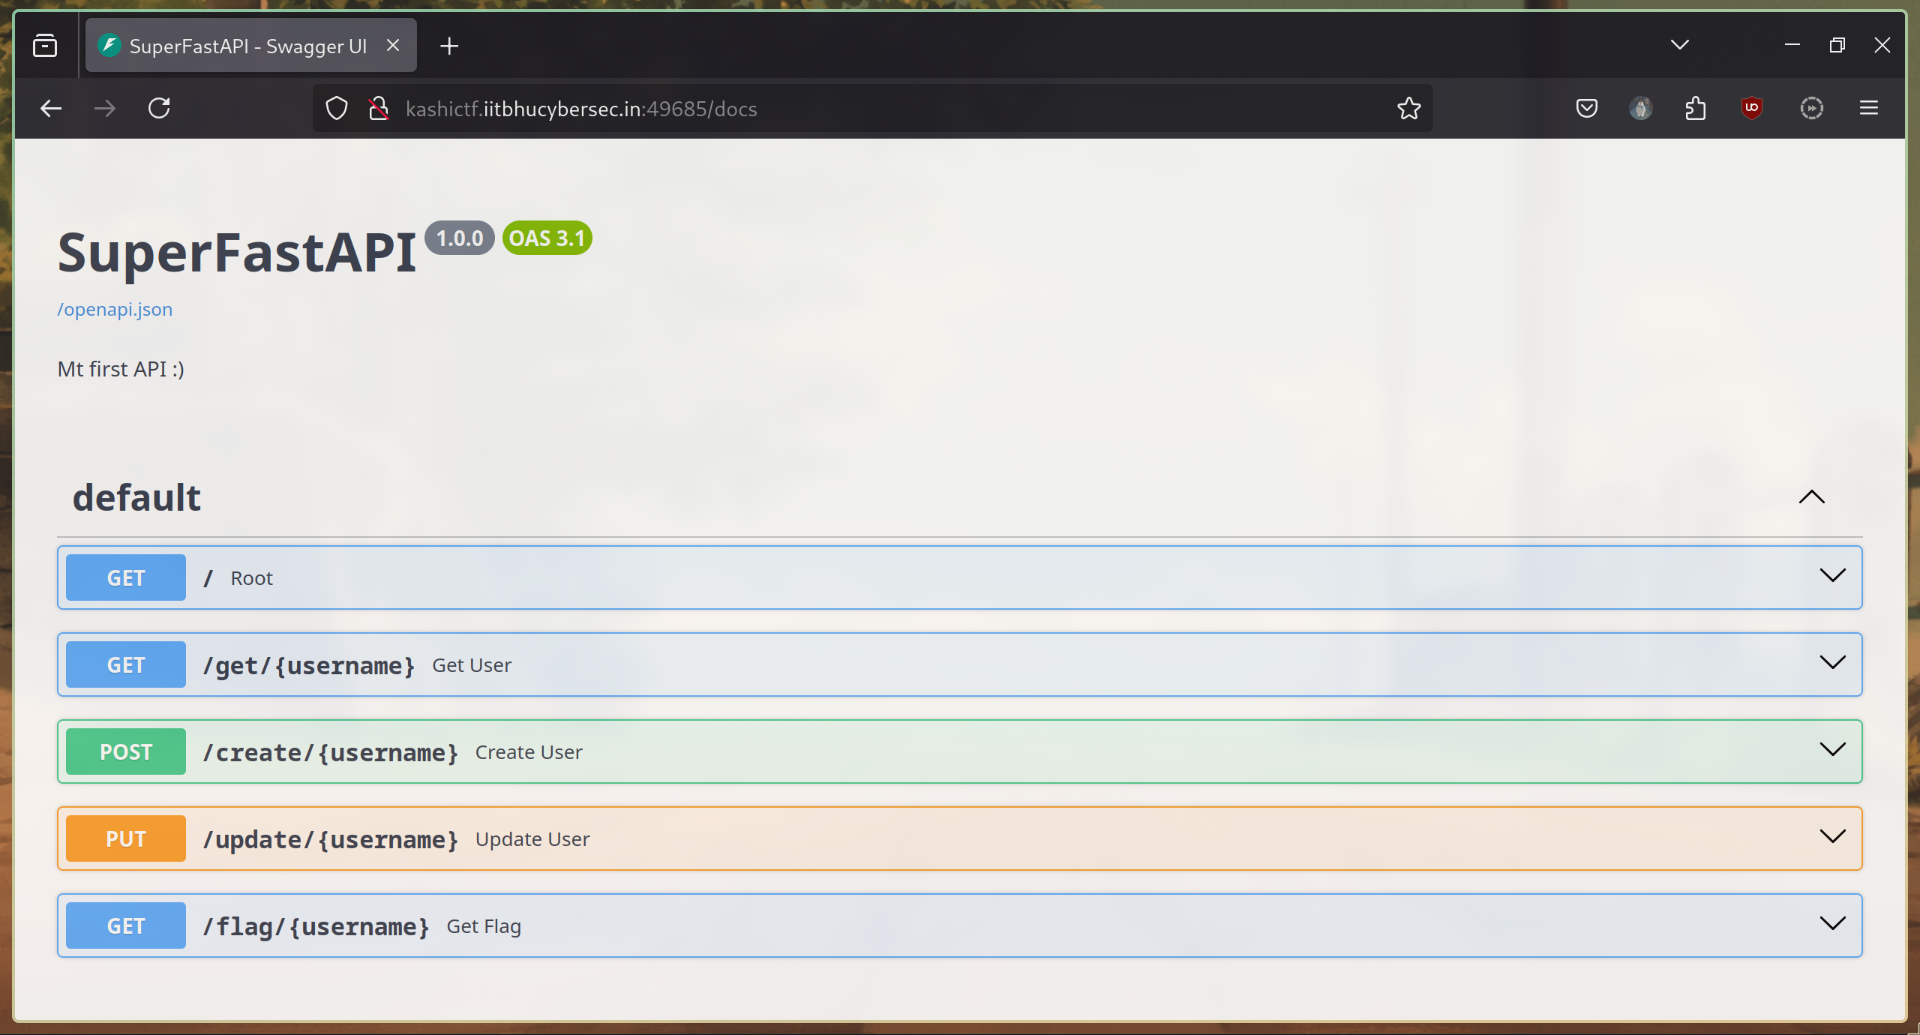 SuperFastAPI - Swagger UI
kashictf.iitbhucybersec.in:49685/docs
SuperFastAPI 1.0.0 OAS 3.1
/openapi.json
Mt first API :)
default
GET / Root
GET /get/{username} Get User
POST /create/{username} Create User
PUT /update/{username} Update User
GET /flag/{username} Get Flag